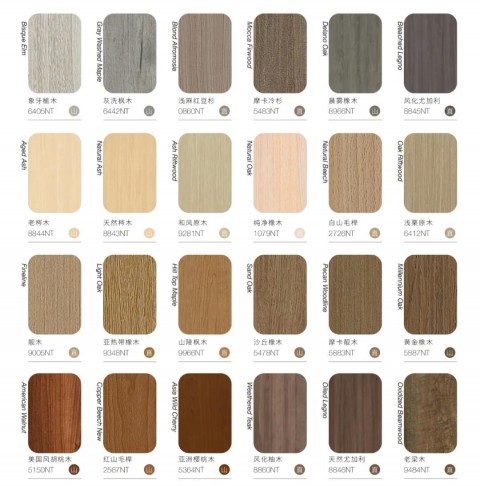 Bisque Elm
象牙榆木
6405NT
山
Gray Washed Maple
灰洗枫木
6442NT
山
Blond Afromosia
浅麻红豆杉
0860NT
直
Mocca Firwood
摩卡冷杉
5483NT
直
Delano Oak
晨雾橡木
8966NT
山
Bleached Legno
风化尤加利
8845NT
直
Aged Ash
老梣木
8844NT
山
Natural Ash
天然梣木
8843NT
山
Ash Riftwood
和风原木
9281NT
直
Natural Oak
纯净橡木
1079NT
山
Natural Beech
白山毛榉
2726NT
直
Oak Riftwood
浅栗原木
6412NT
直
Fineline
靓木
9005NT
直
Light Oak
亚热带橡木
9348NT
直
Hill Top Maple
山陵枫木
9966NT
山
Sand Oak
沙丘橡木
5478NT
山
Pecan Woodline
摩卡靓木
5883NT
直
Millennium Oak
黄金橡木
5887NT
山
American Walnut
美国风胡桃木
5150NT
山
Copper Beech New
红山毛榉
2567NT
山
Asia Wild Cherry
亚洲樱桃木
5364NT
山
Weathered Teak
风化柚木
8860NT
直
Oiled Legno
天然尤加利
8846NT
直
Oxidized Beamwood
老梁木
9484NT
直